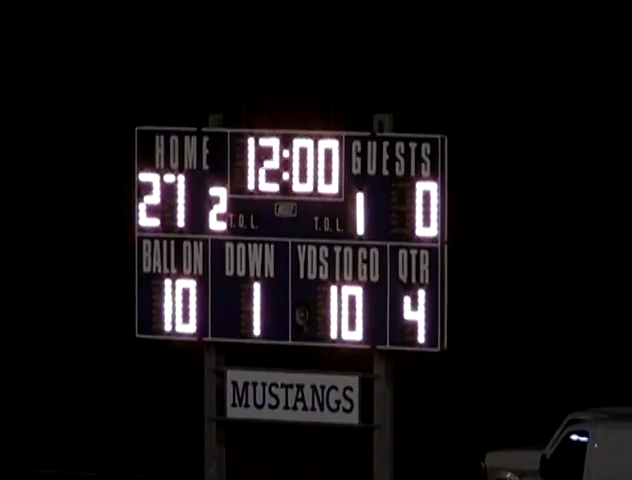 HOME 12:00 GUESTS
27 2 T.O.L. T.O.L. 1 0
BALL ON DOWN YDS TO GO QTR
10 1 10 4
MUSTANGS